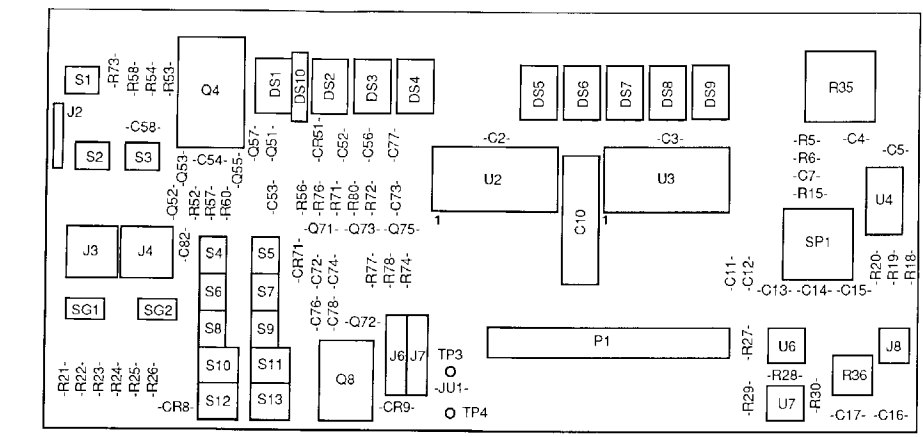 S1
-R73-
-R58-
-R54-
-R53-
Q4
DS1
DS10
DS2
DS3
DS4
DS5
DS6
DS7
DS8
DS9
R35
J2
-C58-
S2
S3
-Q53-
-C54-
-Q55-
-Q57-
-Q51-
-CR51-
-C52-
-C56-
-C77-
-C2-
-C3-
-R5-
-C4-
-R6-
-C5-
-C7-
-R15-
U2
U3
U4
1
1
C10
-Q52-
-R52-
-R57-
-R60-
-C53-
-R56-
-R76-
-R71-
-R80-
-R72-
-C73-
-Q71-
-Q73-
-Q75-
SP1
J3
J4
-C82-
S4
S5
-CR71-
-C72-
-C74-
-R77-
-R78-
-R74-
-C11-
-C12-
-C13-
-C14-
-C15-
-R20-
-R19-
-R18-
S6
S7
SG1
SG2
-C76-
-C78-
-Q72-
S8
S9
J6
J7
P1
-R27-
U6
J8
TP3
-R21-
-R22-
-R23-
-R24-
-R25-
-R26-
S10
S11
Q8
-JU1-
-R28-
R36
-CR8-
S12
S13
-CR9-
TP4
-R29-
U7
-R30-
-C17-
-C16-